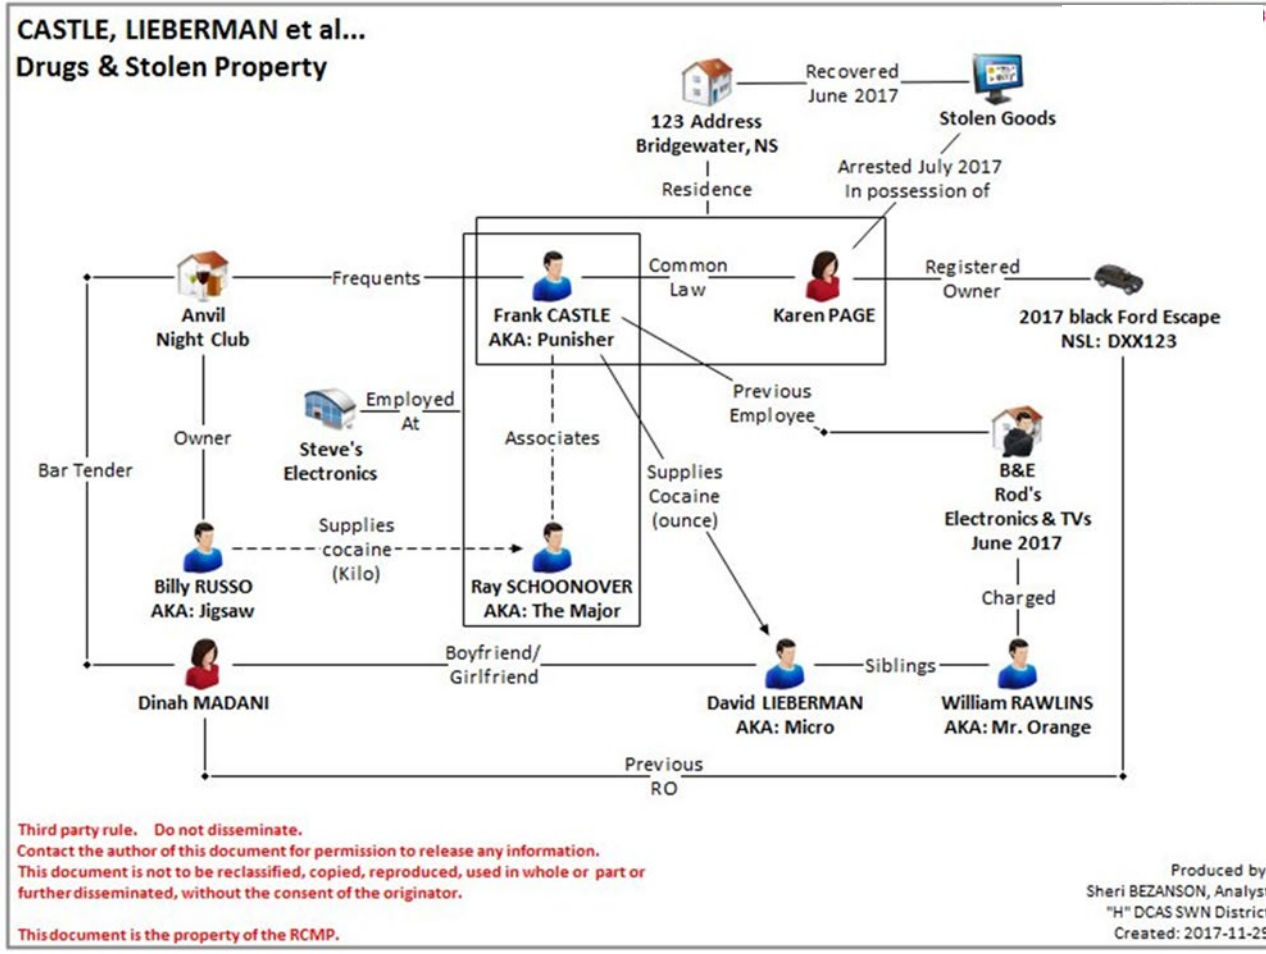 CASTLE, LIEBERMAN et al...
Drugs & Stolen Property
Recovered
June 2017
123 Address
Bridgewater, NS
Stolen Goods
Arrested July 2017
In possession of
Residence
Frequents
Common
Law
Registered
Owner
Anvil
Night Club
Frank CASTLE
AKA: Punisher
Karen PAGE
2017 black Ford Escape
NSL: DXX123
Employed
At
Previous
Employee
Steve's
Electronics
Owner
Associates
Bar Tender
Supplies
Cocaine
(ounce)
B&E
Rod's
Electronics & TVs
June 2017
Supplies
cocaine
(Kilo)
Billy RUSSO
AKA: Jigsaw
Ray SCHOONOVER
AKA: The Major
Charged
Boyfriend/
Girlfriend
Siblings
Dinah MADANI
David LIEBERMAN
AKA: Micro
William RAWLINS
AKA: Mr. Orange
Previous
RO
Third party rule. Do not disseminate.
Contact the author of this document for permission to release any information.
This document is not to be reclassified, copied, reproduced, used in whole or part or
further disseminated, without the consent of the originator.
This document is the property of the RCMP.
Produced by
Sheri BEZANSON, Analyst
"H" DCAS SWN District
Created: 2017-11-29